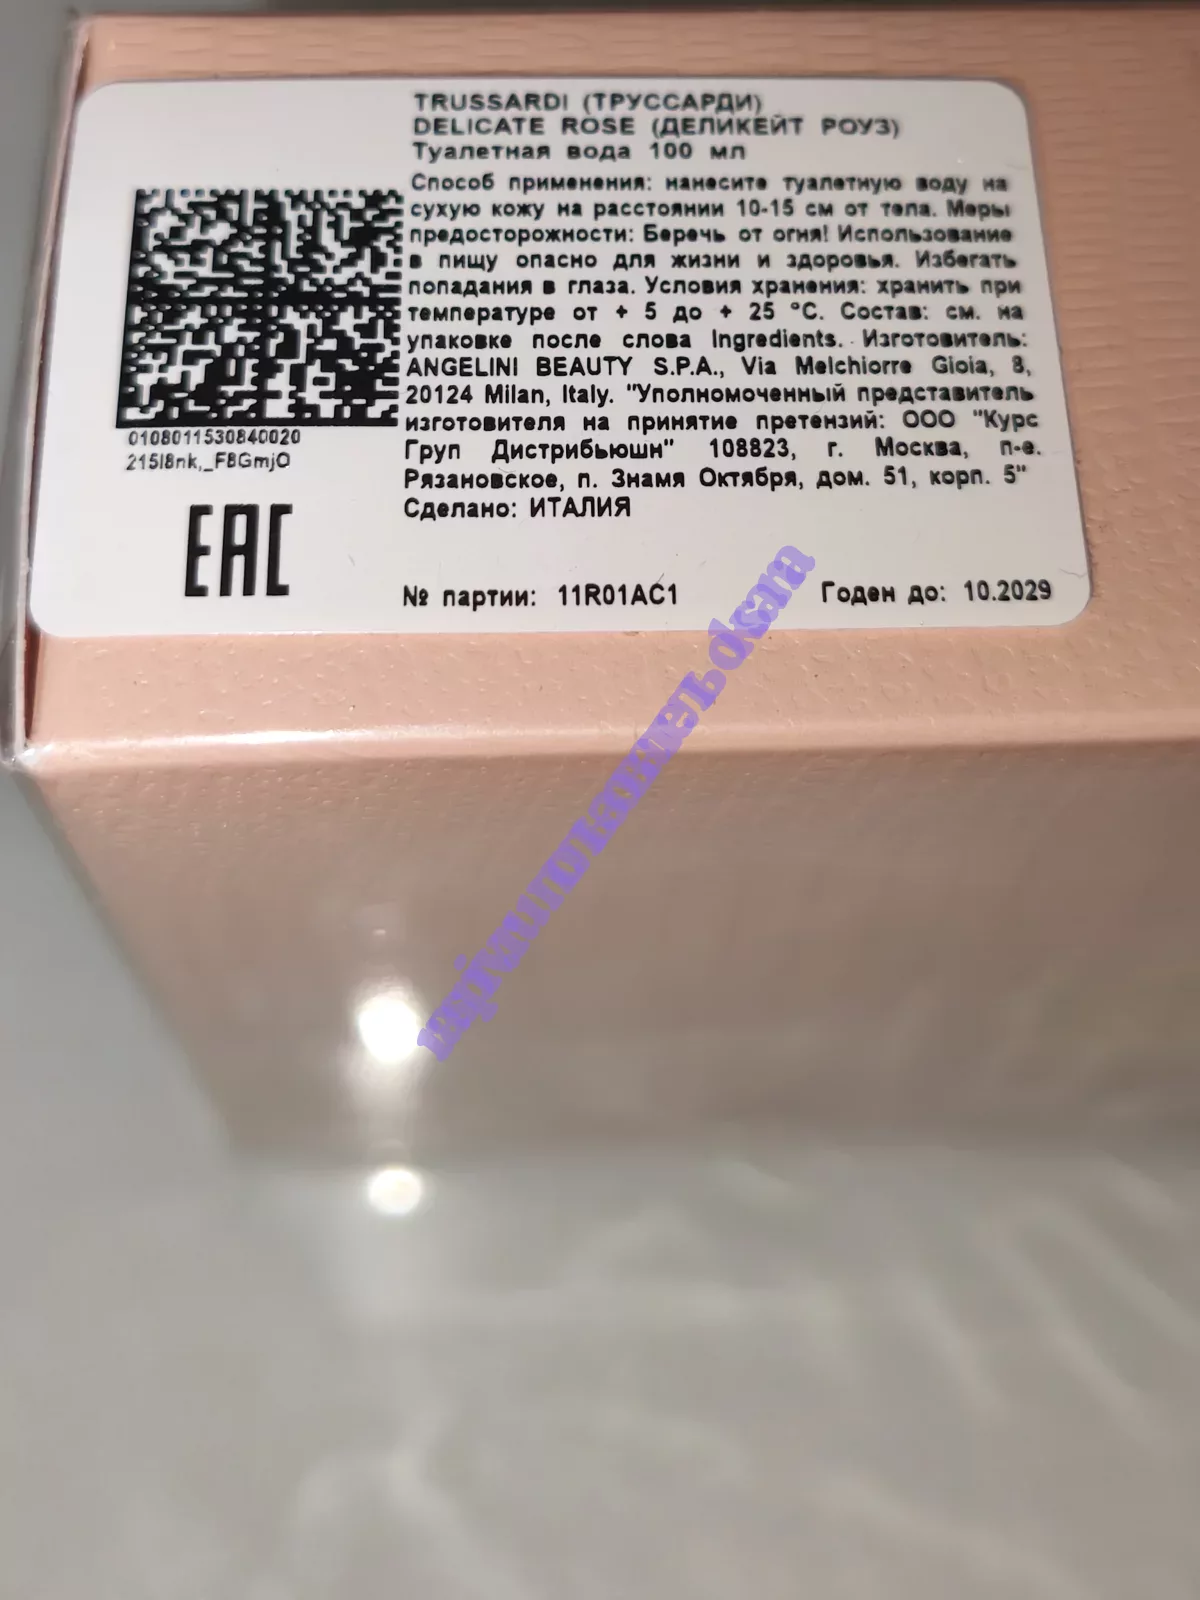 TRUSSARDI (ТРУССАРДИ)
DELICATE ROSE (ДЕЛИКЕЙТ РОУЗ)
Туалетная вода 100 мл
Способ применения: нанесите туалетную воду на
сухую кожу на расстоянии 10-15 см от тела. Меры
предосторожности: Беречь от огня! Использование
в пищу опасно для жизни и здоровья. Избегать
попадания в глаза. Условия хранения: хранить при
температуре от + 5 до + 25 °C. Состав: см. на
упаковке после слова Ingredients. Изготовитель:
ANGELINI BEAUTY S.P.A., Via Melchiorre Gioia, 8,
20124 Milan, Italy. "Уполномоченный представитель
изготовителя на принятие претензий: ООО "Курс
Груп Дистрибьюшн" 108823, г. Москва, п-е.
Рязановское, п. Знамя Октября, дом. 51, корп. 5"
Сделано: ИТАЛИЯ
0108011530840020
215I8nk,_F8GmjO
EAC
№ партии: 11R01AC1
Годен до: 10.2029